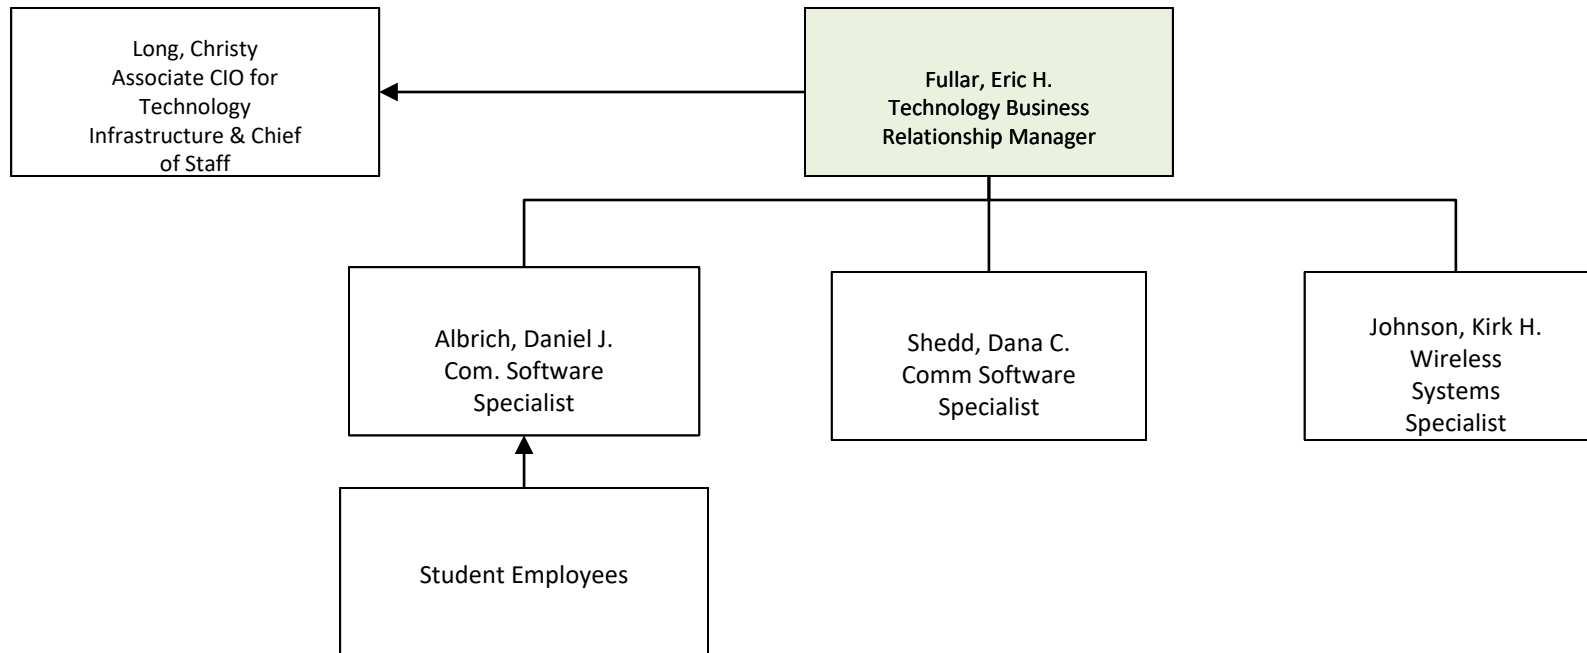 Long, Christy
Associate CIO for
Technology
Infrastructure & Chief
of Staff
Fullar, Eric H.
Technology Business
Relationship Manager
Albrich, Daniel J.
Com. Software
Specialist
Shedd, Dana C.
Comm Software
Specialist
Johnson, Kirk H.
Wireless
Systems
Specialist
Student Employees